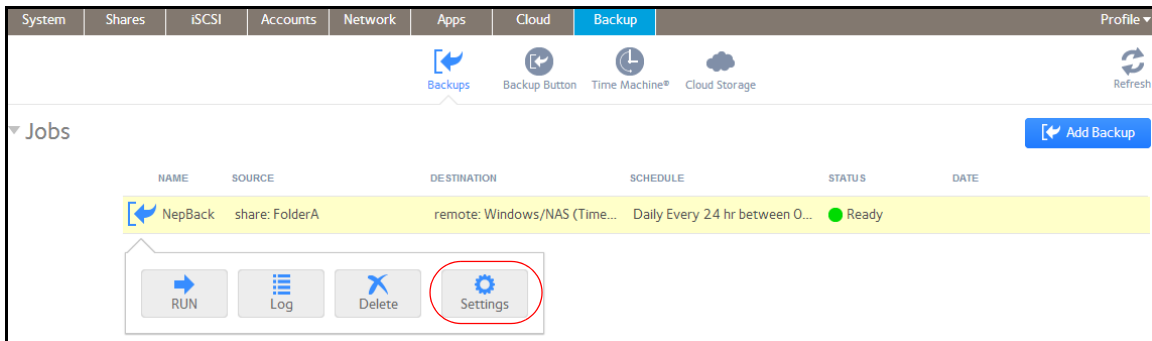 System Shares iSCSI Accounts Network Apps Cloud Backup Profile
Backups Backup Button Time Machine® Cloud Storage Refresh
Jobs Add Backup
NAME SOURCE DESTINATION SCHEDULE STATUS DATE
NepBack share: FolderA remote: Windows/NAS (Time... Daily Every 24 hr between 0... Ready
RUN Log Delete Settings